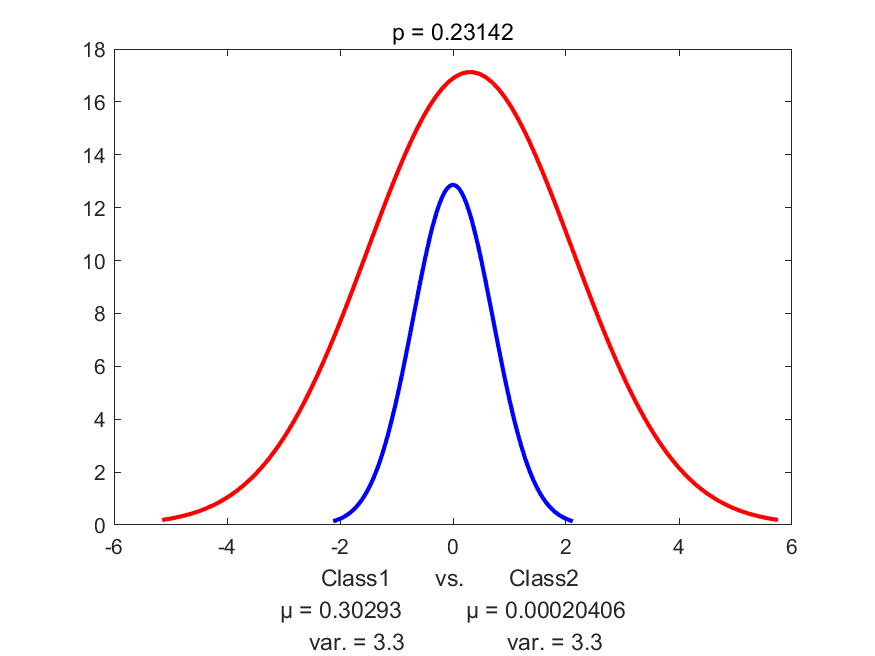 p = 0.23142
18
16
14
12
10
8
6
4
2
0
-6 -4 -2 0 2 4 6
Class1 vs. Class2
μ = 0.30293 μ = 0.00020406
var. = 3.3 var. = 3.3